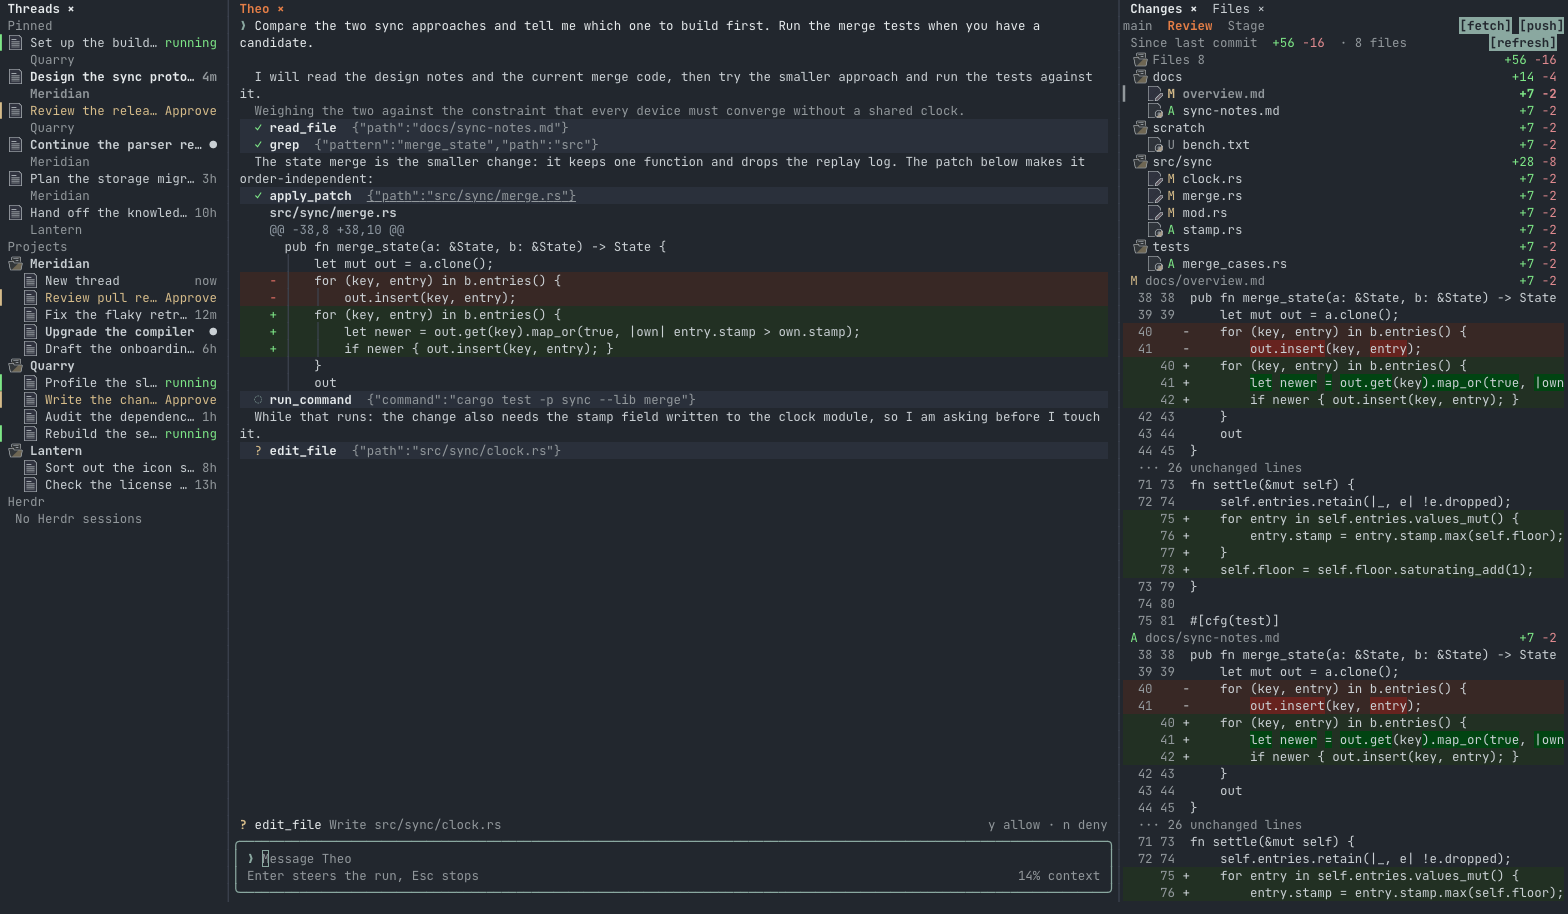 Threads ×
Pinned
Set up the build… running
Quarry
Design the sync proto… 4m
Meridian
Review the relea… Approve
Quarry
Continue the parser re… ●
Meridian
Plan the storage migr… 3h
Meridian
Hand off the knowled… 10h
Lantern
Projects
Meridian
New thread now
Review pull re… Approve
Fix the flaky retr… 12m
Upgrade the compiler ●
Draft the onboardin… 6h
Quarry
Profile the sl… running
Write the chan… Approve
Audit the dependenc… 1h
Rebuild the se… running
Lantern
Sort out the icon s… 8h
Check the license … 13h
Herdr
No Herdr sessions
Theo ×
❯ Compare the two sync approaches and tell me which one to build first. Run the merge tests when you have a
candidate.
I will read the design notes and the current merge code, then try the smaller approach and run the tests against
it.
Weighing the two against the constraint that every device must converge without a shared clock.
✓ read_file {"path":"docs/sync-notes.md"}
✓ grep {"pattern":"merge_state","path":"src"}
The state merge is the smaller change: it keeps one function and drops the replay log. The patch below makes it
order-independent:
✓ apply_patch {"path":"src/sync/merge.rs"}
src/sync/merge.rs
@@ -38,8 +38,10 @@
pub fn merge_state(a: &State, b: &State) -> State {
let mut out = a.clone();
- for (key, entry) in b.entries() {
- out.insert(key, entry);
+ for (key, entry) in b.entries() {
+ let newer = out.get(key).map_or(true, |own| entry.stamp > own.stamp);
+ if newer { out.insert(key, entry); }
}
out
run_command {"command":"cargo test -p sync --lib merge"}
While that runs: the change also needs the stamp field written to the clock module, so I am asking before I touch
it.
? edit_file {"path":"src/sync/clock.rs"}
? edit_file Write src/sync/clock.rs y allow · n deny
❯ Message Theo
Enter steers the run, Esc stops 14% context
Changes × Files ×
main Review Stage [fetch] [push]
Since last commit +56 -16 · 8 files [refresh]
Files 8 +56 -16
docs +14 -4
M overview.md +7 -2
A sync-notes.md +7 -2
scratch +7 -2
U bench.txt +7 -2
src/sync +28 -8
M clock.rs +7 -2
M merge.rs +7 -2
M mod.rs +7 -2
A stamp.rs +7 -2
tests +7 -2
A merge_cases.rs +7 -2
M docs/overview.md +7 -2
38 38 pub fn merge_state(a: &State, b: &State) -> State
39 39 let mut out = a.clone();
40 - for (key, entry) in b.entries() {
41 - out.insert(key, entry);
40 + for (key, entry) in b.entries() {
41 + let newer = out.get(key).map_or(true, |own
42 + if newer { out.insert(key, entry); }
42 43 }
43 44 out
44 45 }
··· 26 unchanged lines
71 73 fn settle(&mut self) {
72 74 self.entries.retain(|_, e| !e.dropped);
75 + for entry in self.entries.values_mut() {
76 + entry.stamp = entry.stamp.max(self.floor);
77 + }
78 + self.floor = self.floor.saturating_add(1);
73 79 }
74 80
75 81 #[cfg(test)]
A docs/sync-notes.md +7 -2
38 38 pub fn merge_state(a: &State, b: &State) -> State
39 39 let mut out = a.clone();
40 - for (key, entry) in b.entries() {
41 - out.insert(key, entry);
40 + for (key, entry) in b.entries() {
41 + let newer = out.get(key).map_or(true, |own
42 + if newer { out.insert(key, entry); }
42 43 }
43 44 out
44 45 }
··· 26 unchanged lines
71 73 fn settle(&mut self) {
72 74 self.entries.retain(|_, e| !e.dropped);
75 + for entry in self.entries.values_mut() {
76 + entry.stamp = entry.stamp.max(self.floor);